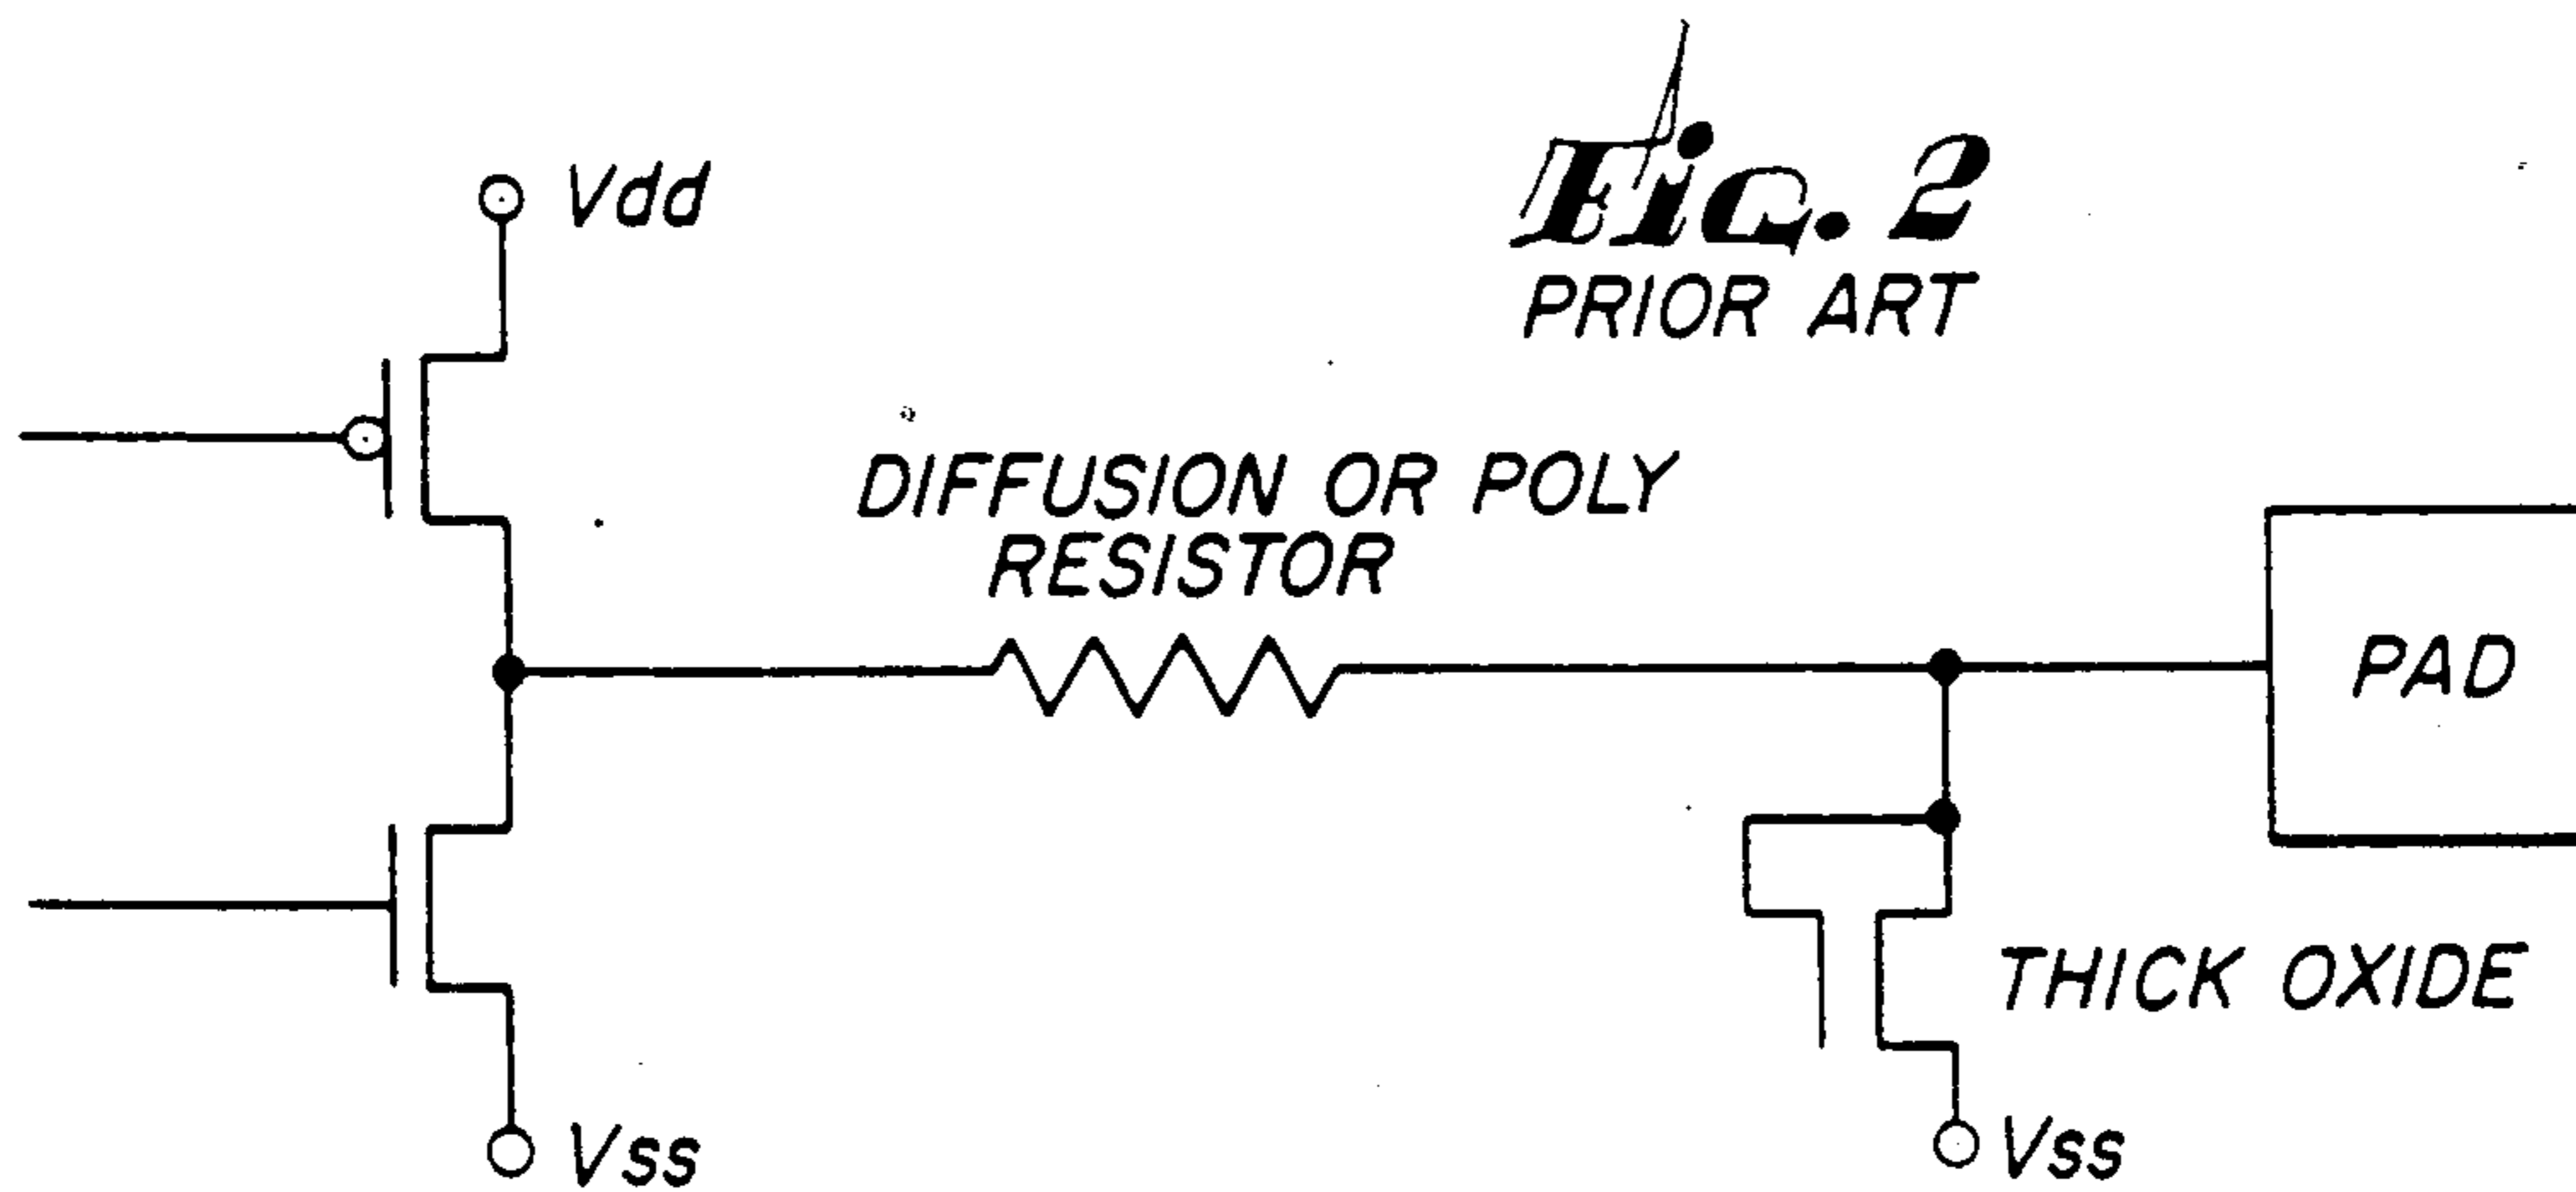 Fig. 2
PRIOR ART
Vdd
DIFFUSION OR POLY
RESISTOR
PAD
THICK OXIDE
Vss
Vss